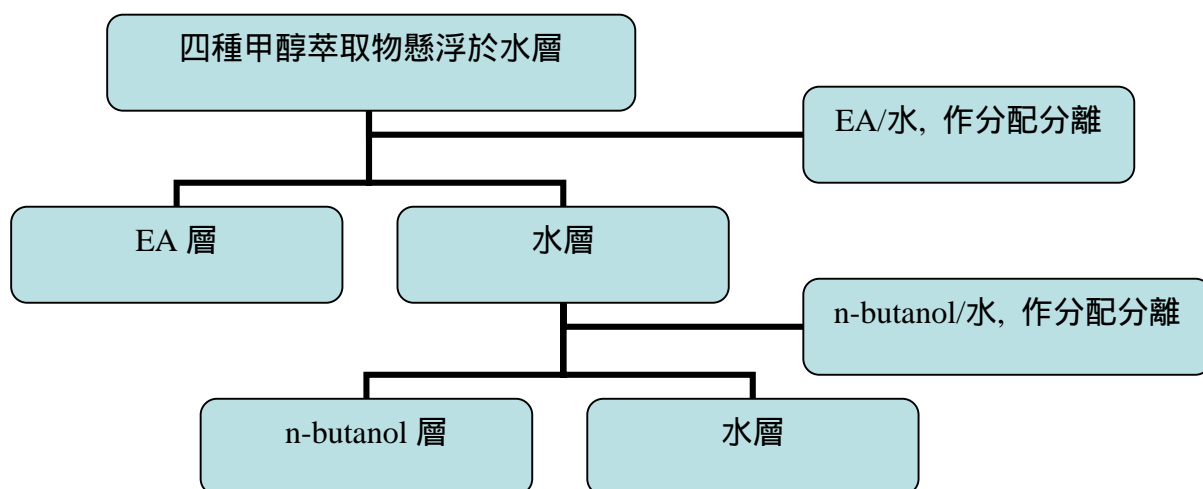 四種甲醇萃取物懸浮於水層
EA/水, 作分配分離
EA 層
水層
n-butanol/水, 作分配分離
n-butanol 層
水層